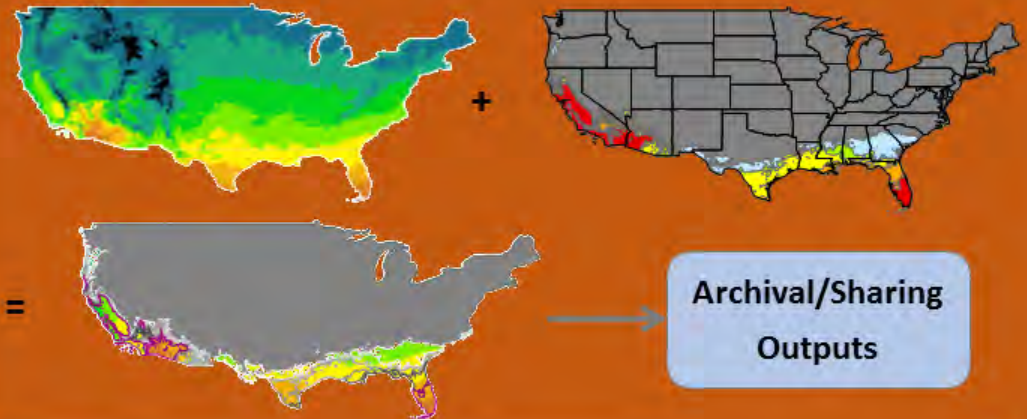 +
=
Archival/Sharing
Outputs